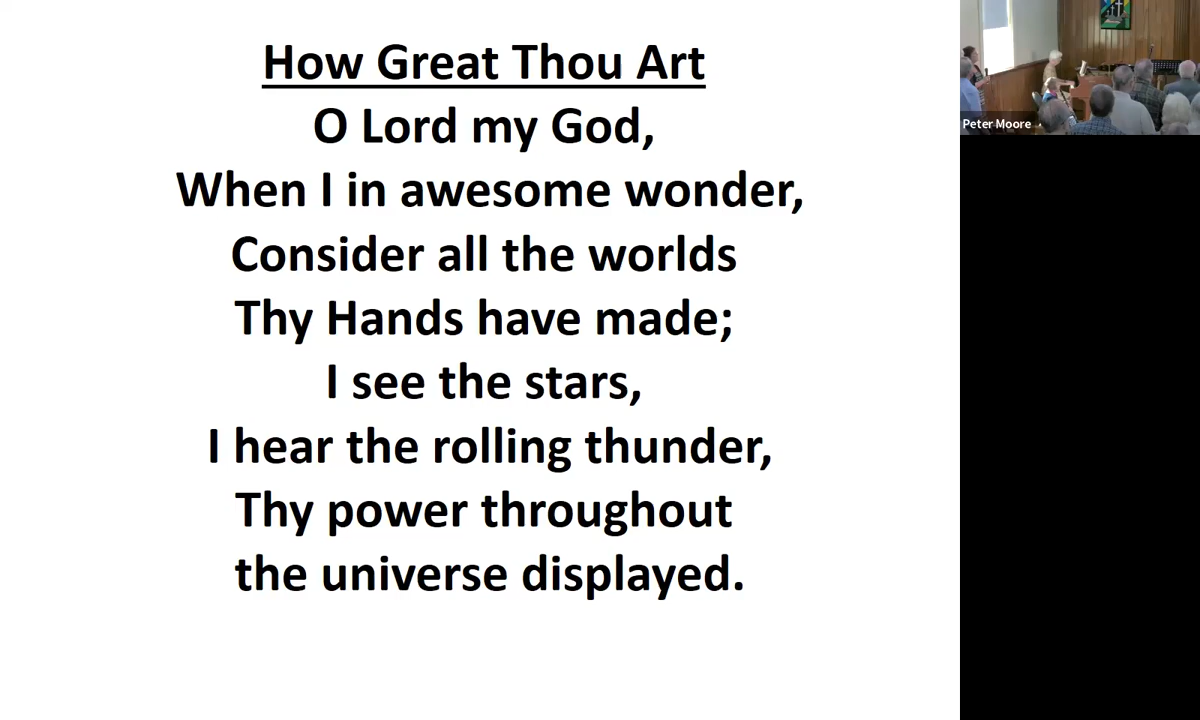 How Great Thou Art
O Lord my God,
When I in awesome wonder,
Consider all the worlds
Thy Hands have made;
I see the stars,
I hear the rolling thunder,
Thy power throughout
the universe displayed.
Peter Moore